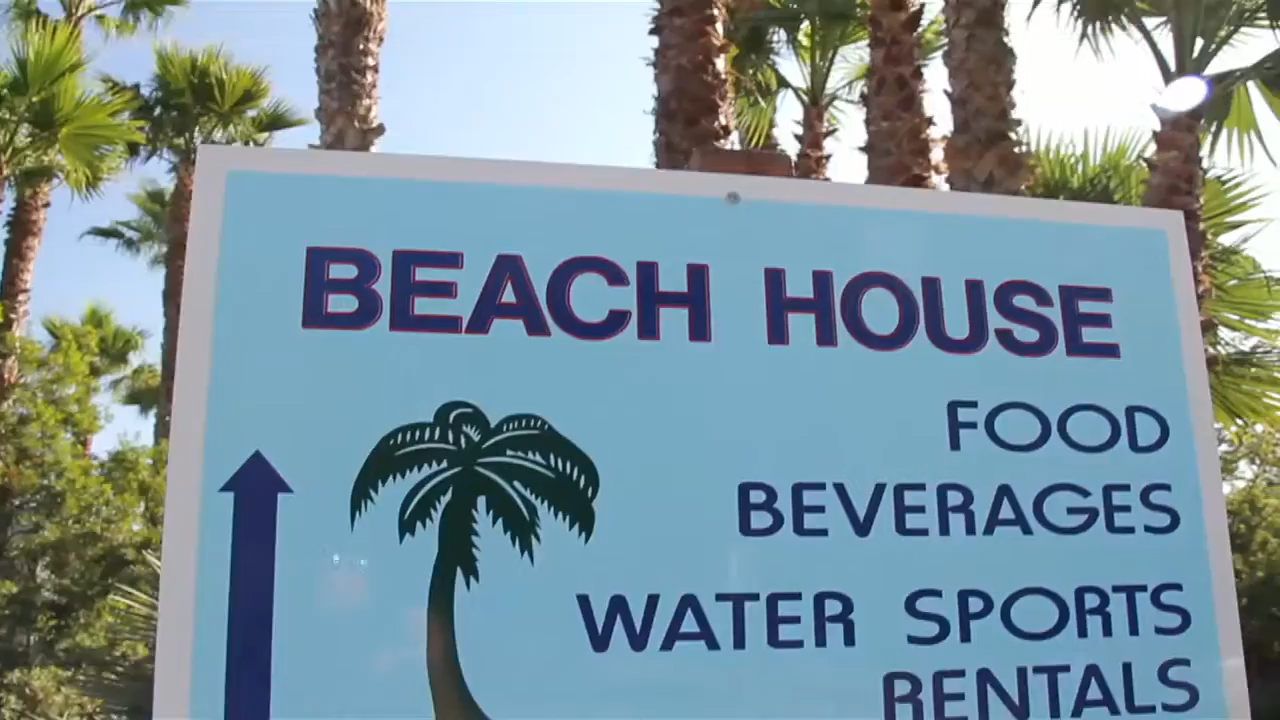 BEACH HOUSE
FOOD
BEVERAGES
WATER SPORTS
RENTALS